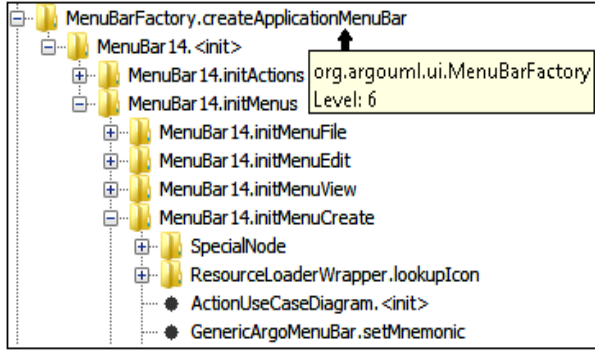 MenuBarFactory.createApplicationMenuBar
MenuBar14.<init>
MenuBar14.initActions
org.argouml.ui.MenuBarFactory
MenuBar14.initMenus
Level: 6
MenuBar14.initMenuFile
MenuBar14.initMenuEdit
MenuBar14.initMenuView
MenuBar14.initMenuCreate
SpecialNode
ResourceLoaderWrapper.lookupIcon
ActionUseCaseDiagram.<init>
GenericArgoMenuBar.setMnemonic